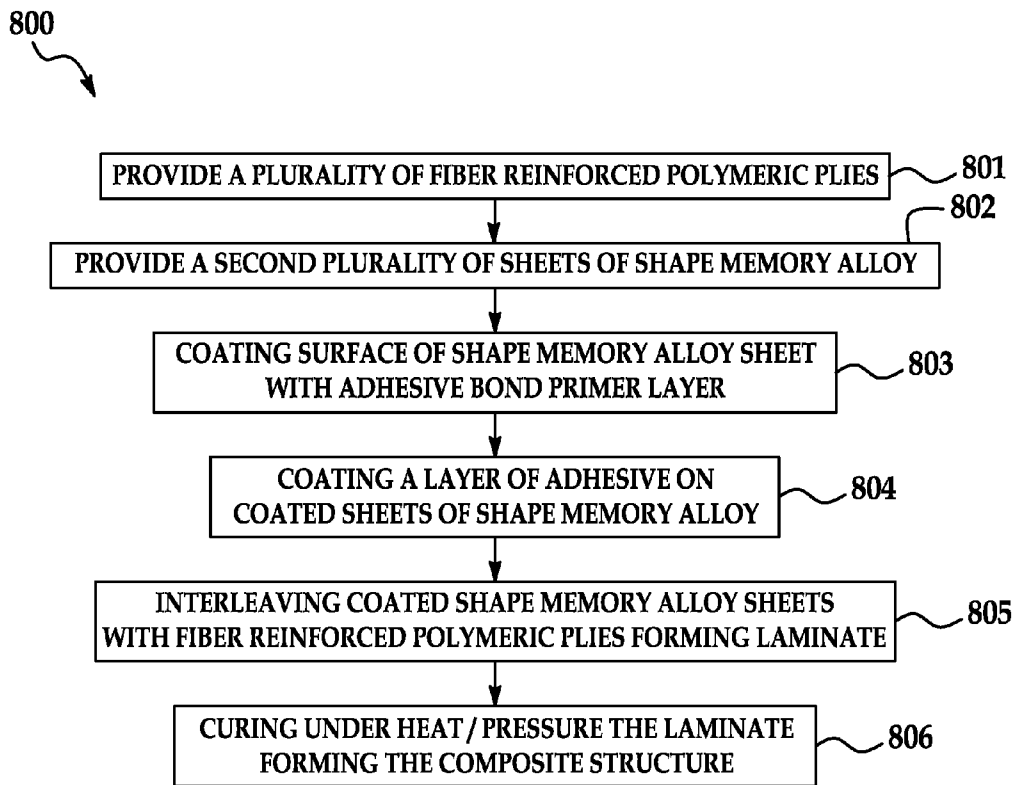 800
PROVIDE A PLURALITY OF FIBER REINFORCED POLYMERIC PLIES
801
802
PROVIDE A SECOND PLURALITY OF SHEETS OF SHAPE MEMORY ALLOY
COATING SURFACE OF SHAPE MEMORY ALLOY SHEET
WITH ADHESIVE BOND PRIMER LAYER
803
COATING A LAYER OF ADHESIVE ON
COATED SHEETS OF SHAPE MEMORY ALLOY
804
INTERLEAVING COATED SHAPE MEMORY ALLOY SHEETS
WITH FIBER REINFORCED POLYMERIC PLIES FORMING LAMINATE
805
CURING UNDER HEAT / PRESSURE THE LAMINATE
FORMING THE COMPOSITE STRUCTURE
806